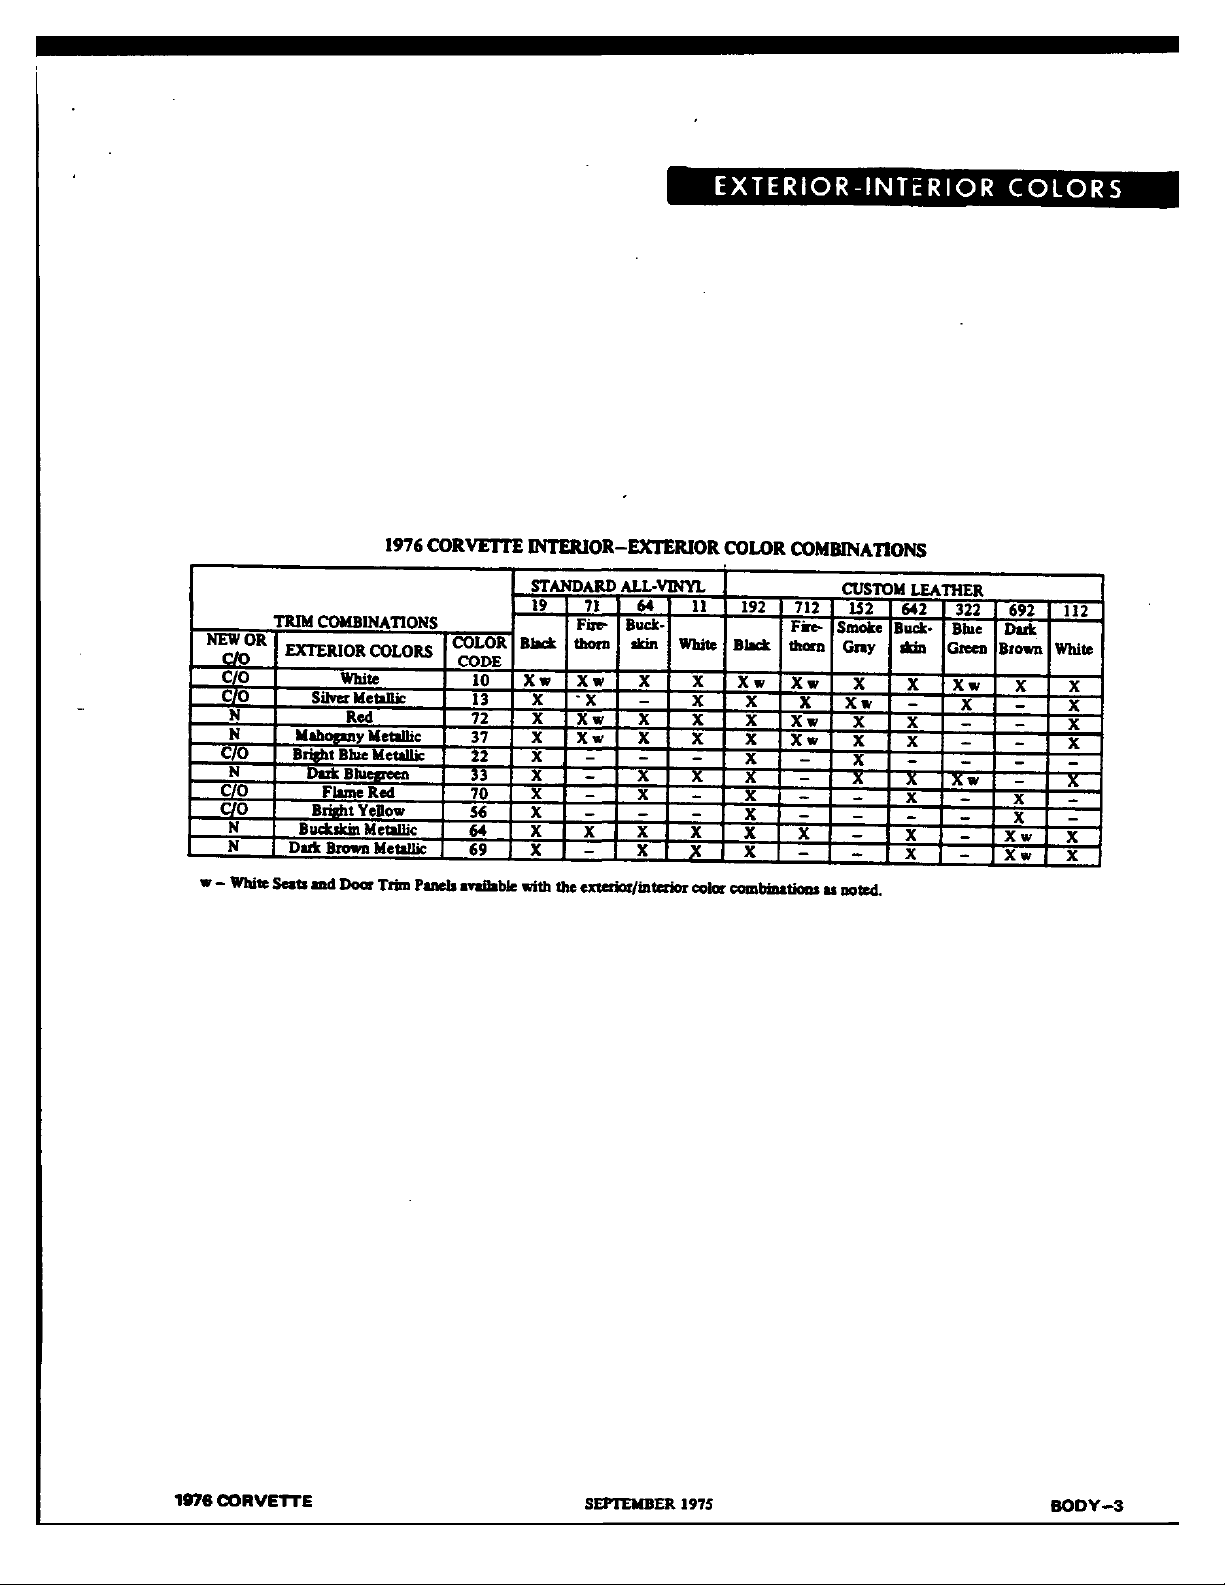 EXTERIOR-INTERIOR COLORS
1976 CORVETTE INTERIOR–EXTERIOR COLOR COMBINATIONS
STANDARD ALL-VINYL CUSTOM LEATHER
19 71 64 11 192 712 152 642 322 692 112
TRIM COMBINATIONS
NEW OR C/O EXTERIOR COLORS COLOR CODE Black Fire-thorn Buck-skin White Black Fire-thorn Smoke Gray Buck-skin Blue Green Dark Brown White
C/O White 10 X w X w X X X w X w X X X w X X
C/O Silver Metallic 13 X X – X X X X w – X – X
N Red 72 X X w X X X X w X X – – X
N Mahogany Metallic 37 X X w X X X X w X X – – X
C/O Bright Blue Metallic 22 X – – – X – X – – – –
N Dark Bluegreen 33 X – X X X – X X X w – X
C/O Flame Red 70 X – X – X – – X – X –
C/O Bright Yellow 56 X – – – X – – – – X –
N Buckskin Metallic 64 X X X X X X – X – X w X
N Dark Brown Metallic 69 X – X X X – – X – X w X
w – White Seats and Door Trim Panels available with the exterior/interior color combinations as noted.
1976 CORVETTE SEPTEMBER 1975 BODY–3